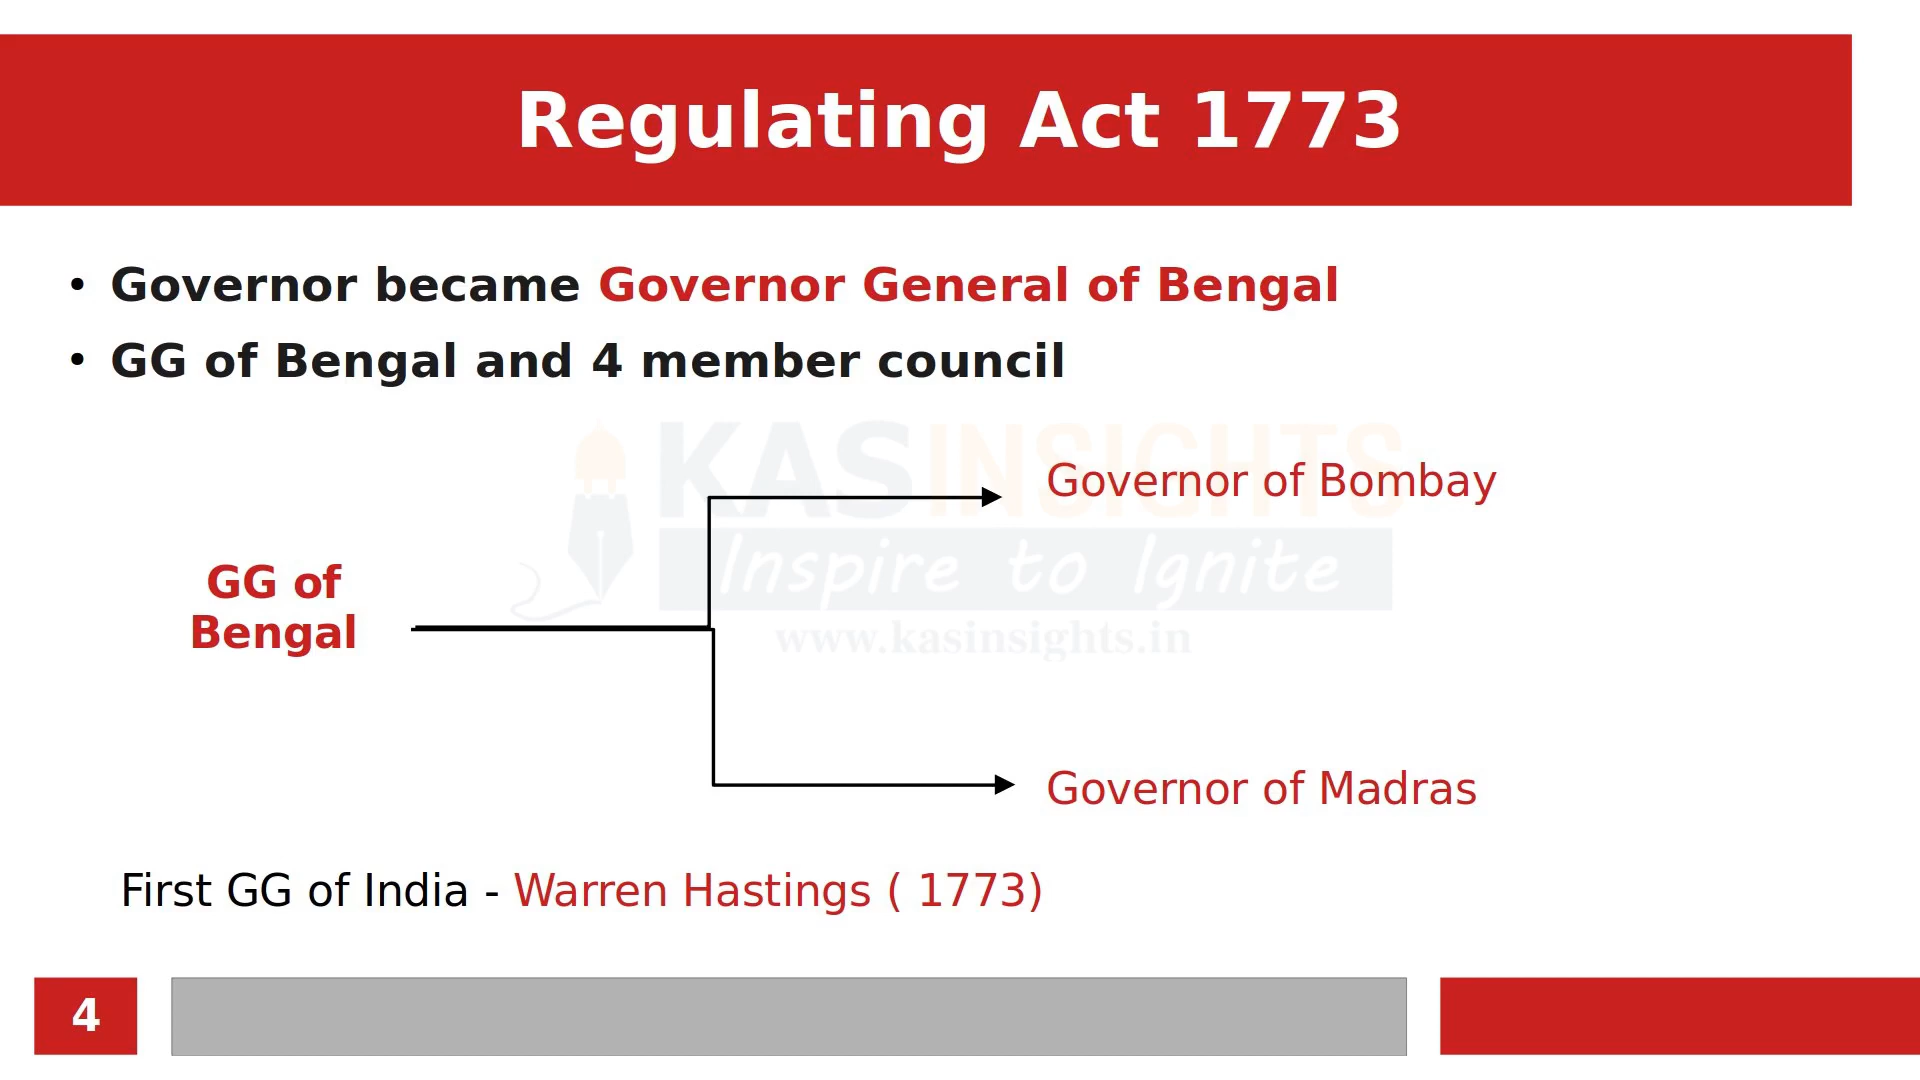 Regulating Act 1773
• Governor became Governor General of Bengal
• GG of Bengal and 4 member council
KASINSIGHTS
Governor of Bombay
Inspire to Ignite
GG of
Bengal
www.kasinsights.in
Governor of Madras
First GG of India - Warren Hastings ( 1773)
4